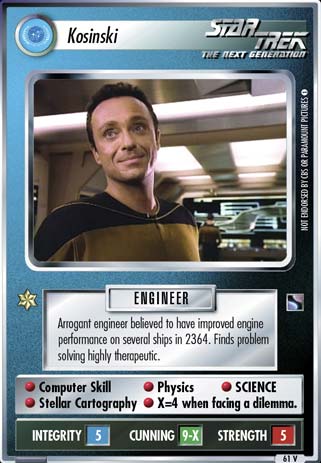 Kosinski
STAR TREK
THE NEXT GENERATION
NOT ENDORSED BY CBS OR PARAMOUNT PICTURES
ENGINEER
Arrogant engineer believed to have improved engine
performance on several ships in 2364. Finds problem
solving highly therapeutic.
• Computer Skill • Physics • SCIENCE
• Stellar Cartography • X=4 when facing a dilemma.
INTEGRITY 5 CUNNING 9-X STRENGTH 5
61 V